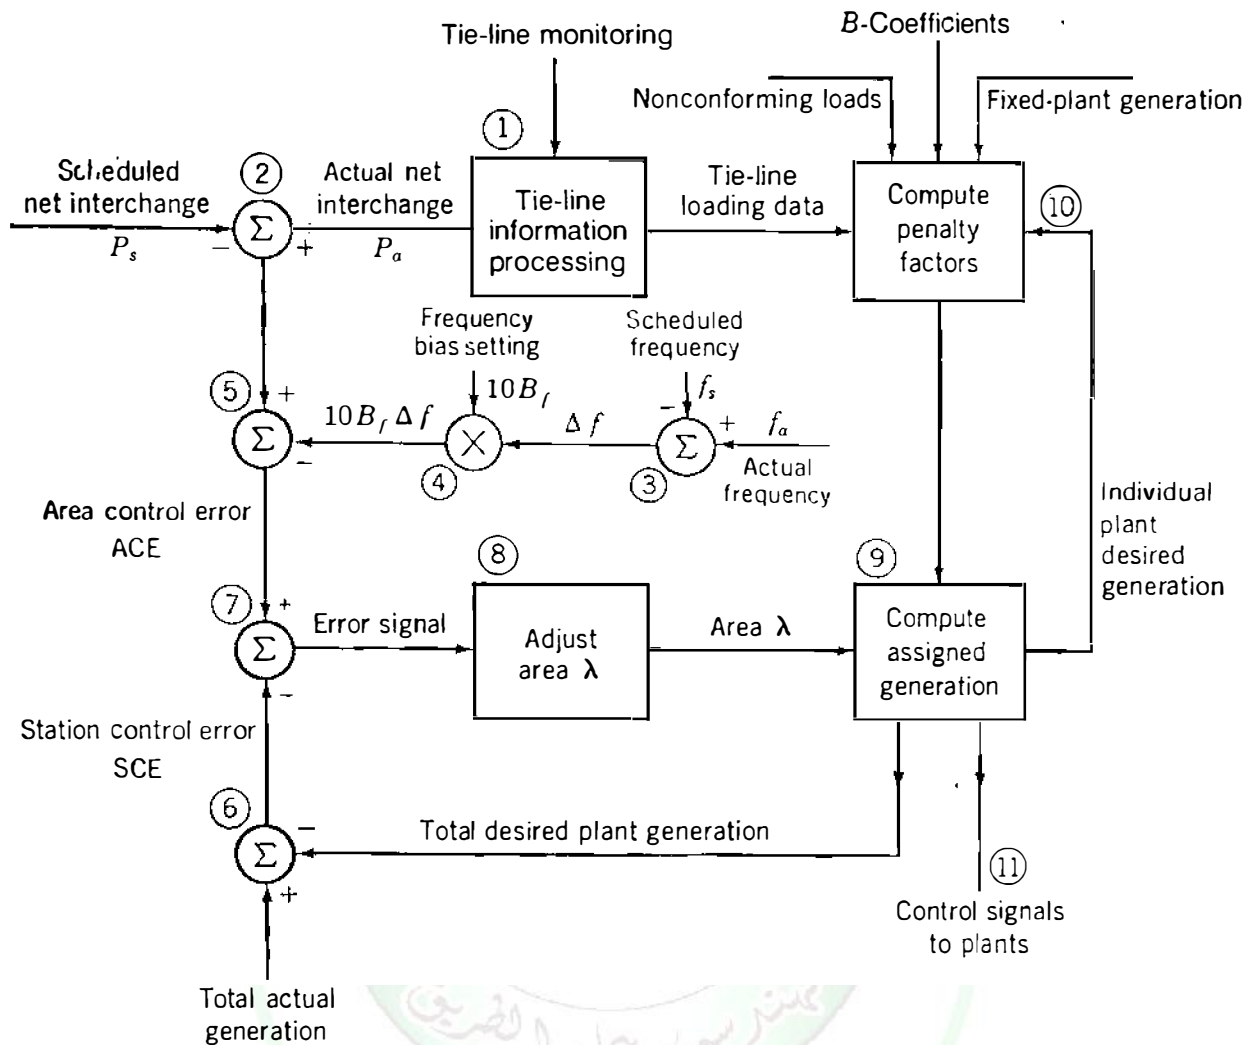 Tie-line monitoring
B-Coefficients
Nonconforming loads
Fixed-plant generation
①
②
Scheduled
net interchange
P_s
−
Σ
+
Actual net
interchange
P_a
Tie-line
information
processing
Tie-line
loading data
Compute
penalty
factors
⑩
Frequency
bias setting
10B_f
Scheduled
frequency
f_s
⑤
+
Σ
−
10B_f Δf
×
④
Δf
−
Σ
+
③
f_a
Actual
frequency
Area control error
ACE
Individual
plant
desired
generation
⑦
+
Σ
−
Error signal
⑧
Adjust
area λ
Area λ
⑨
Compute
assigned
generation
Station control error
SCE
⑥
−
Σ
+
Total desired plant generation
⑪
Control signals
to plants
Total actual
generation